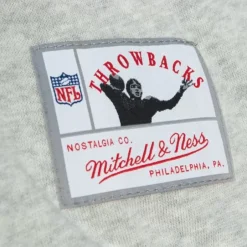 THROWBACKS
NFL
NOSTALGIA CO.
Mitchell & Ness
PHILADELPHIA, PA.